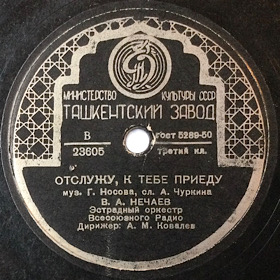 МИНИСТЕРСТВО КУЛЬТУРЫ СССР
ТАШКЕНТСКИЙ ЗАВОД
В ГОСТ 5289-50
23605 Третий кл.
ОТСЛУЖУ, К ТЕБЕ ПРИЕДУ
муз. Г. Носова, сл. А. Чуркина
В. А. НЕЧАЕВ
Эстрадный оркестр
Всесоюзного Радио
Дирижер: А. М. Ковалев